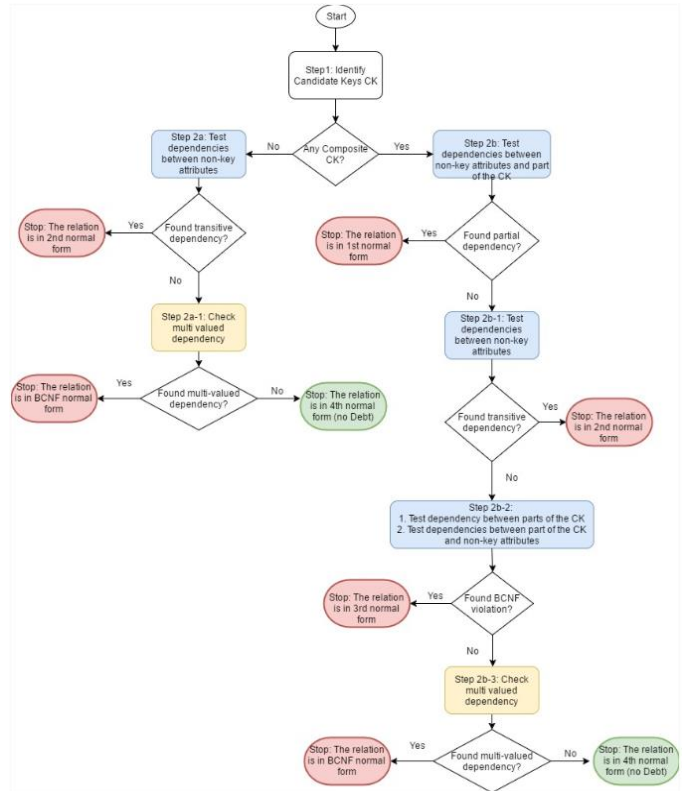 Start
Step1: Identify
Candidate Keys CK
Any Composite
CK?
No
Yes
Step 2a: Test
dependencies
between non-key
attributes
Step 2b: Test
dependencies between
non-key attributes and part
of the CK
Found transitive
dependency?
Yes
Stop: The relation
is in 2nd normal
form
No
Found partial
dependency?
Yes
Stop: The relation
is in 1st normal
form
No
Step 2a-1: Check
multi valued
dependency
Step 2b-1: Test
dependencies
between non-key
attributes
Found multi-valued
dependency?
Yes
Stop: The relation
is in BCNF normal
form
No
Stop: The relation
is in 4th normal
form (no Debt)
Found transitive
dependency?
Yes
Stop: The relation
is in 2nd normal
form
No
Step 2b-2:
1. Test dependency between parts of the CK
2. Test dependencies between part of the CK
and non-key attributes
Found BCNF
violation?
Yes
Stop: The relation
is in 3rd normal
form
No
Step 2b-3: Check
multi valued
dependency
Found multi-valued
dependency?
Yes
Stop: The relation
is in BCNF normal
form
No
Stop: The relation
is in 4th normal
form (no Debt)